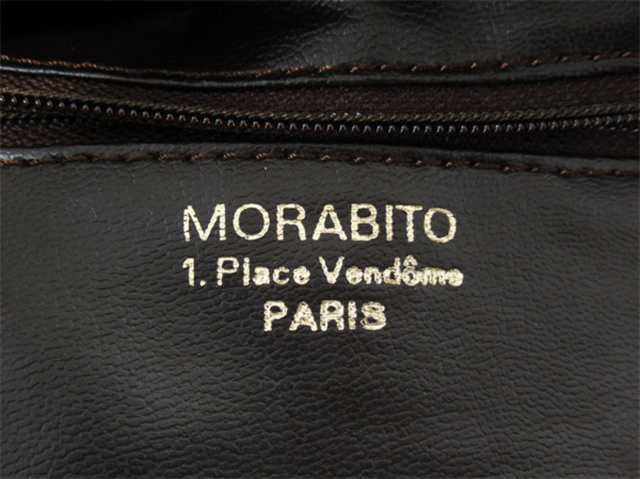 MORABITO
1. Place Vendôme
PARIS